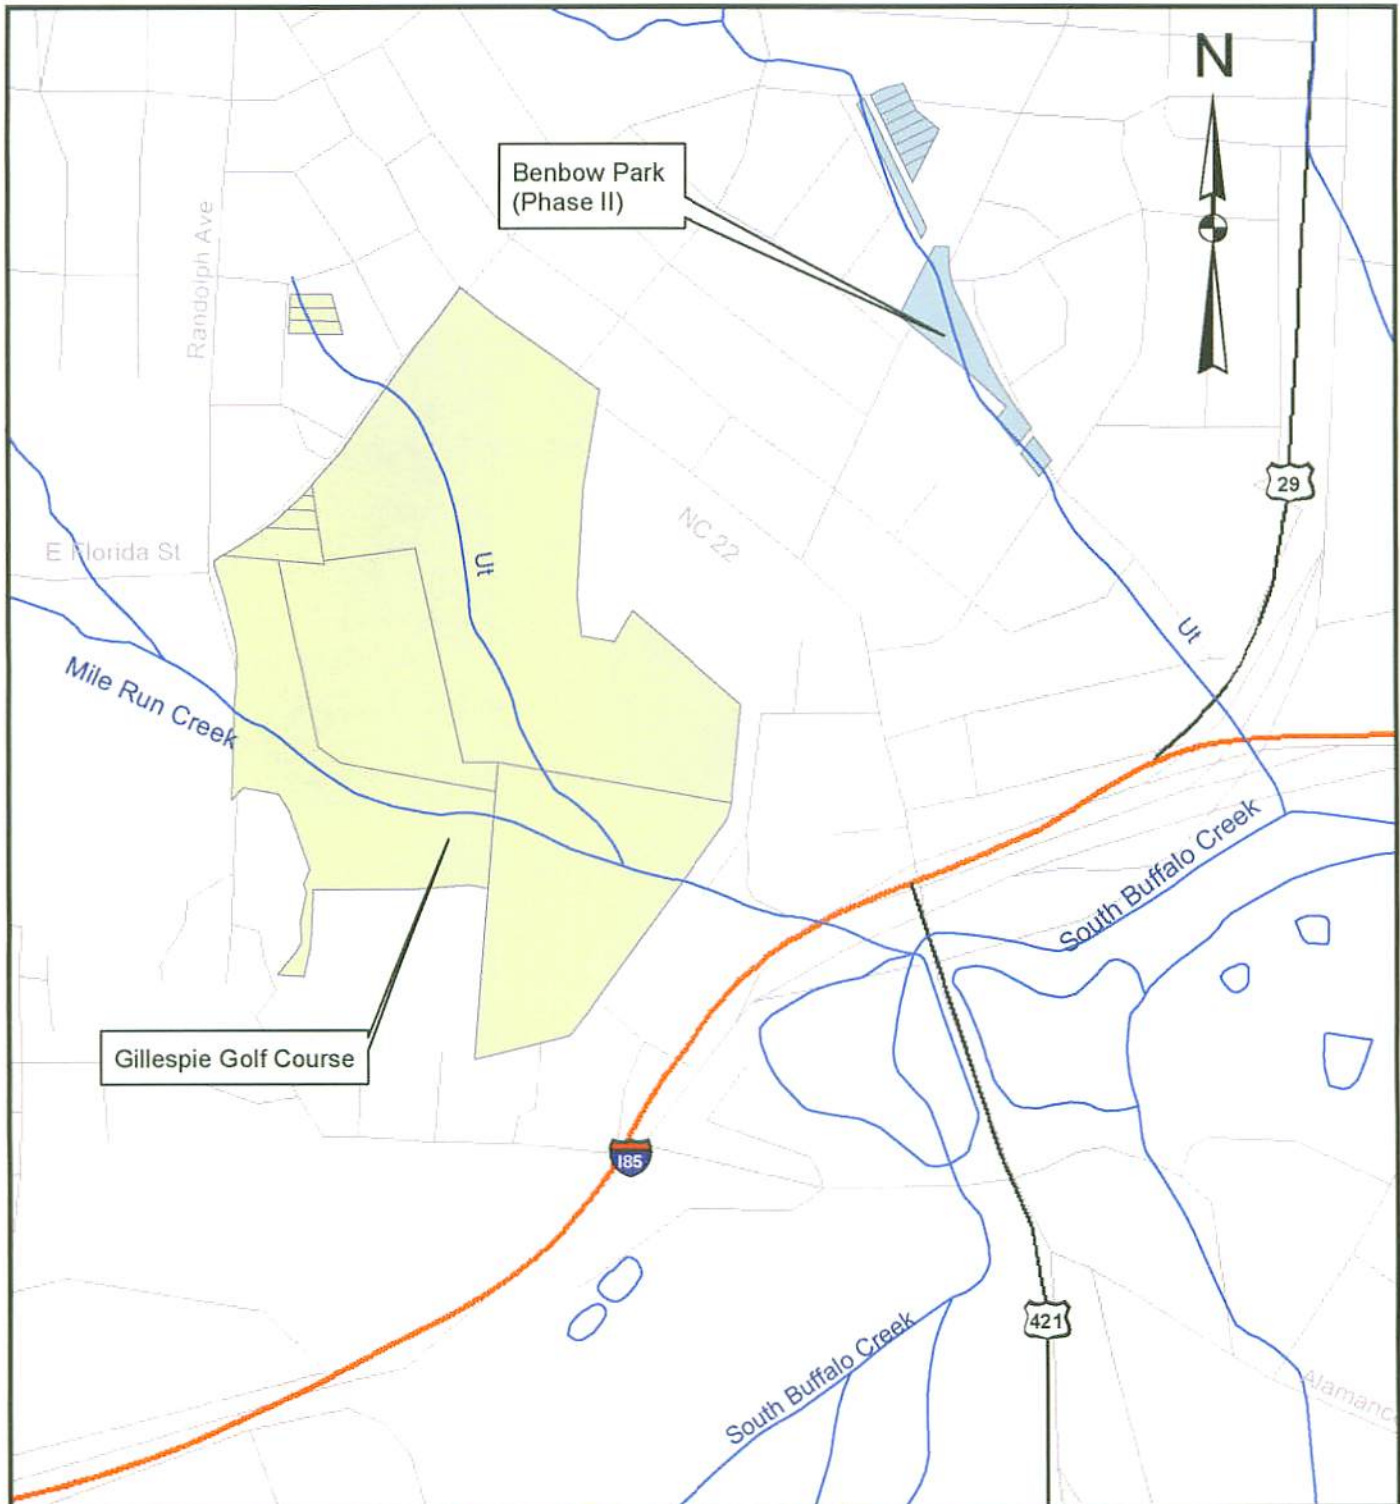 N
Benbow Park
(Phase II)
Randolph Ave
29
NC 22
E Florida St
Ut
Ut
Mile Run Creek
South Buffalo Creek
Gillespie Golf Course
I85
421
South Buffalo Creek